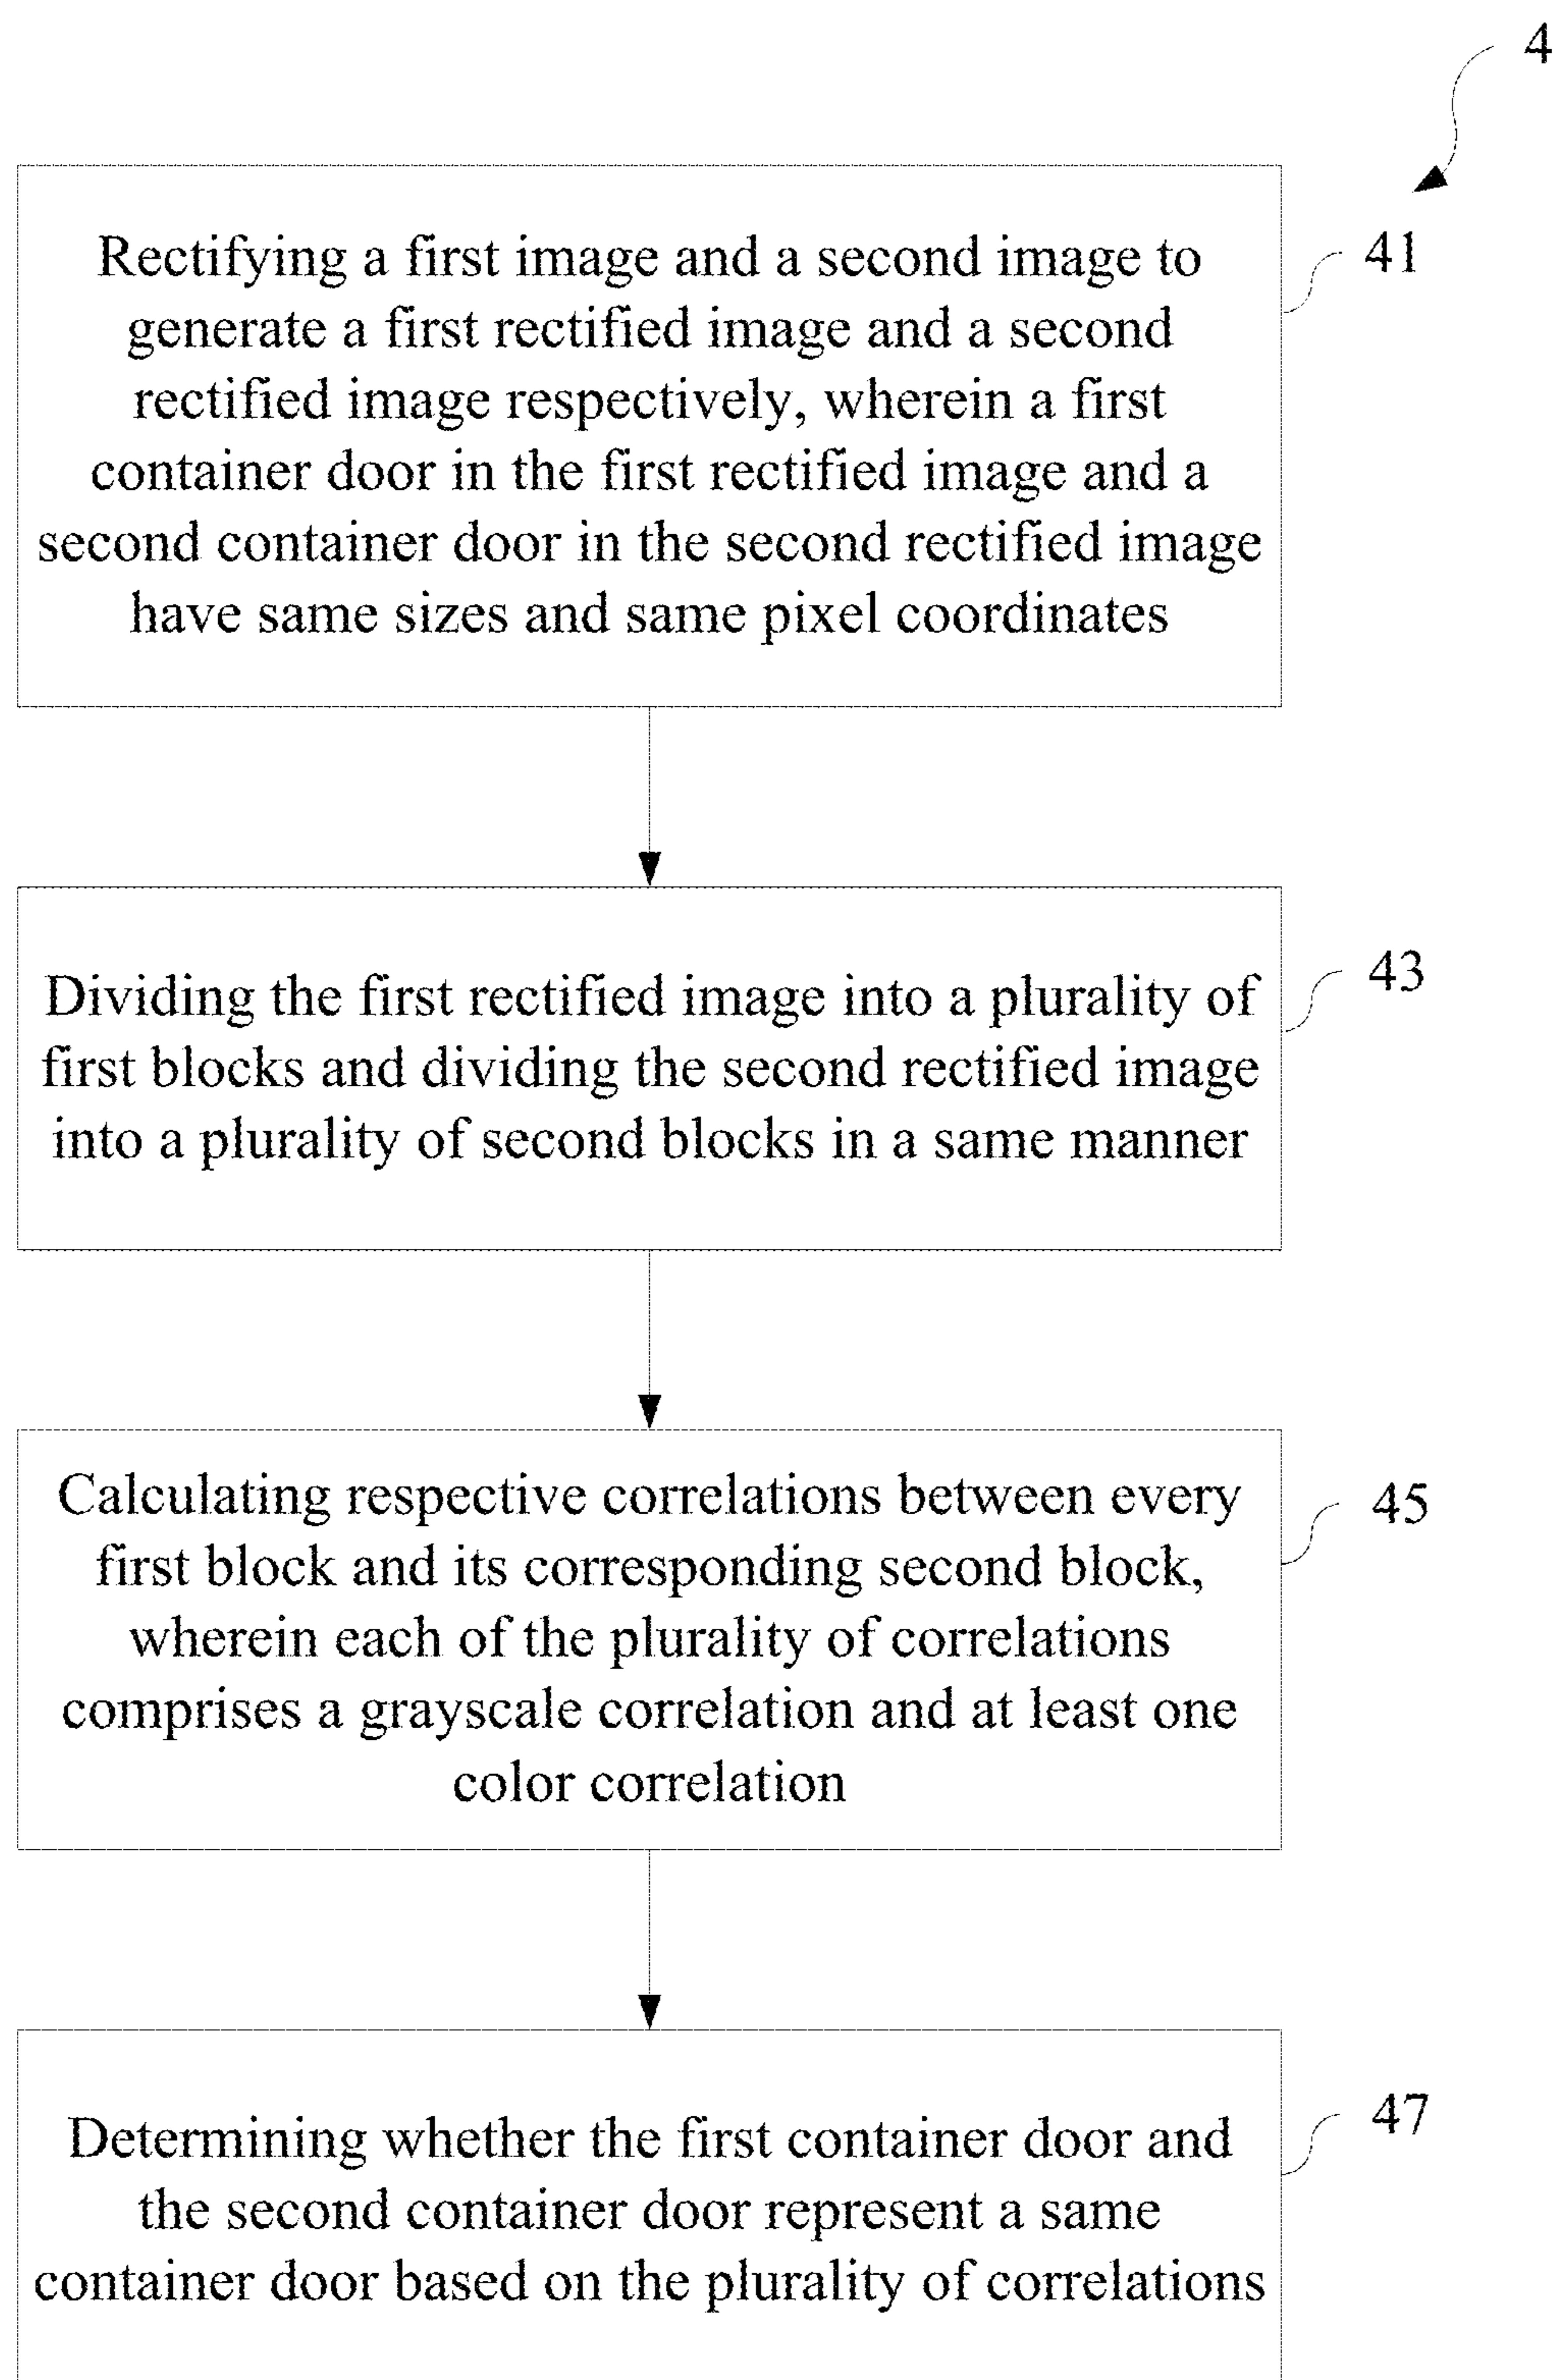 4
Rectifying a first image and a second image to
generate a first rectified image and a second
rectified image respectively, wherein a first
container door in the first rectified image and a
second container door in the second rectified image
have same sizes and same pixel coordinates
41
Dividing the first rectified image into a plurality of
first blocks and dividing the second rectified image
into a plurality of second blocks in a same manner
43
Calculating respective correlations between every
first block and its corresponding second block,
wherein each of the plurality of correlations
comprises a grayscale correlation and at least one
color correlation
45
Determining whether the first container door and
the second container door represent a same
container door based on the plurality of correlations
47